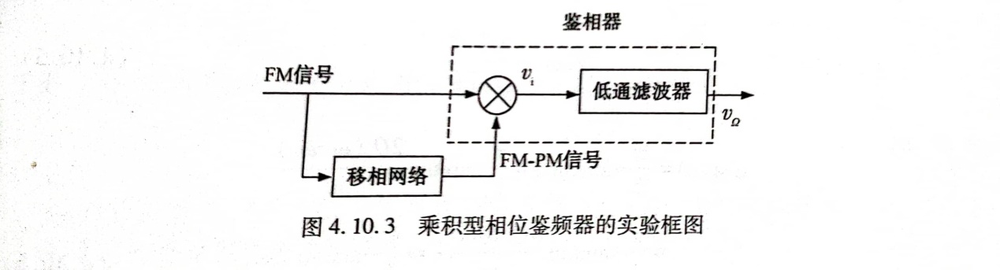 鉴相器
FM信号
v_i
低通滤波器
v_Ω
FM-PM信号
移相网络
图 4.10.3 乘积型相位鉴频器的实验框图